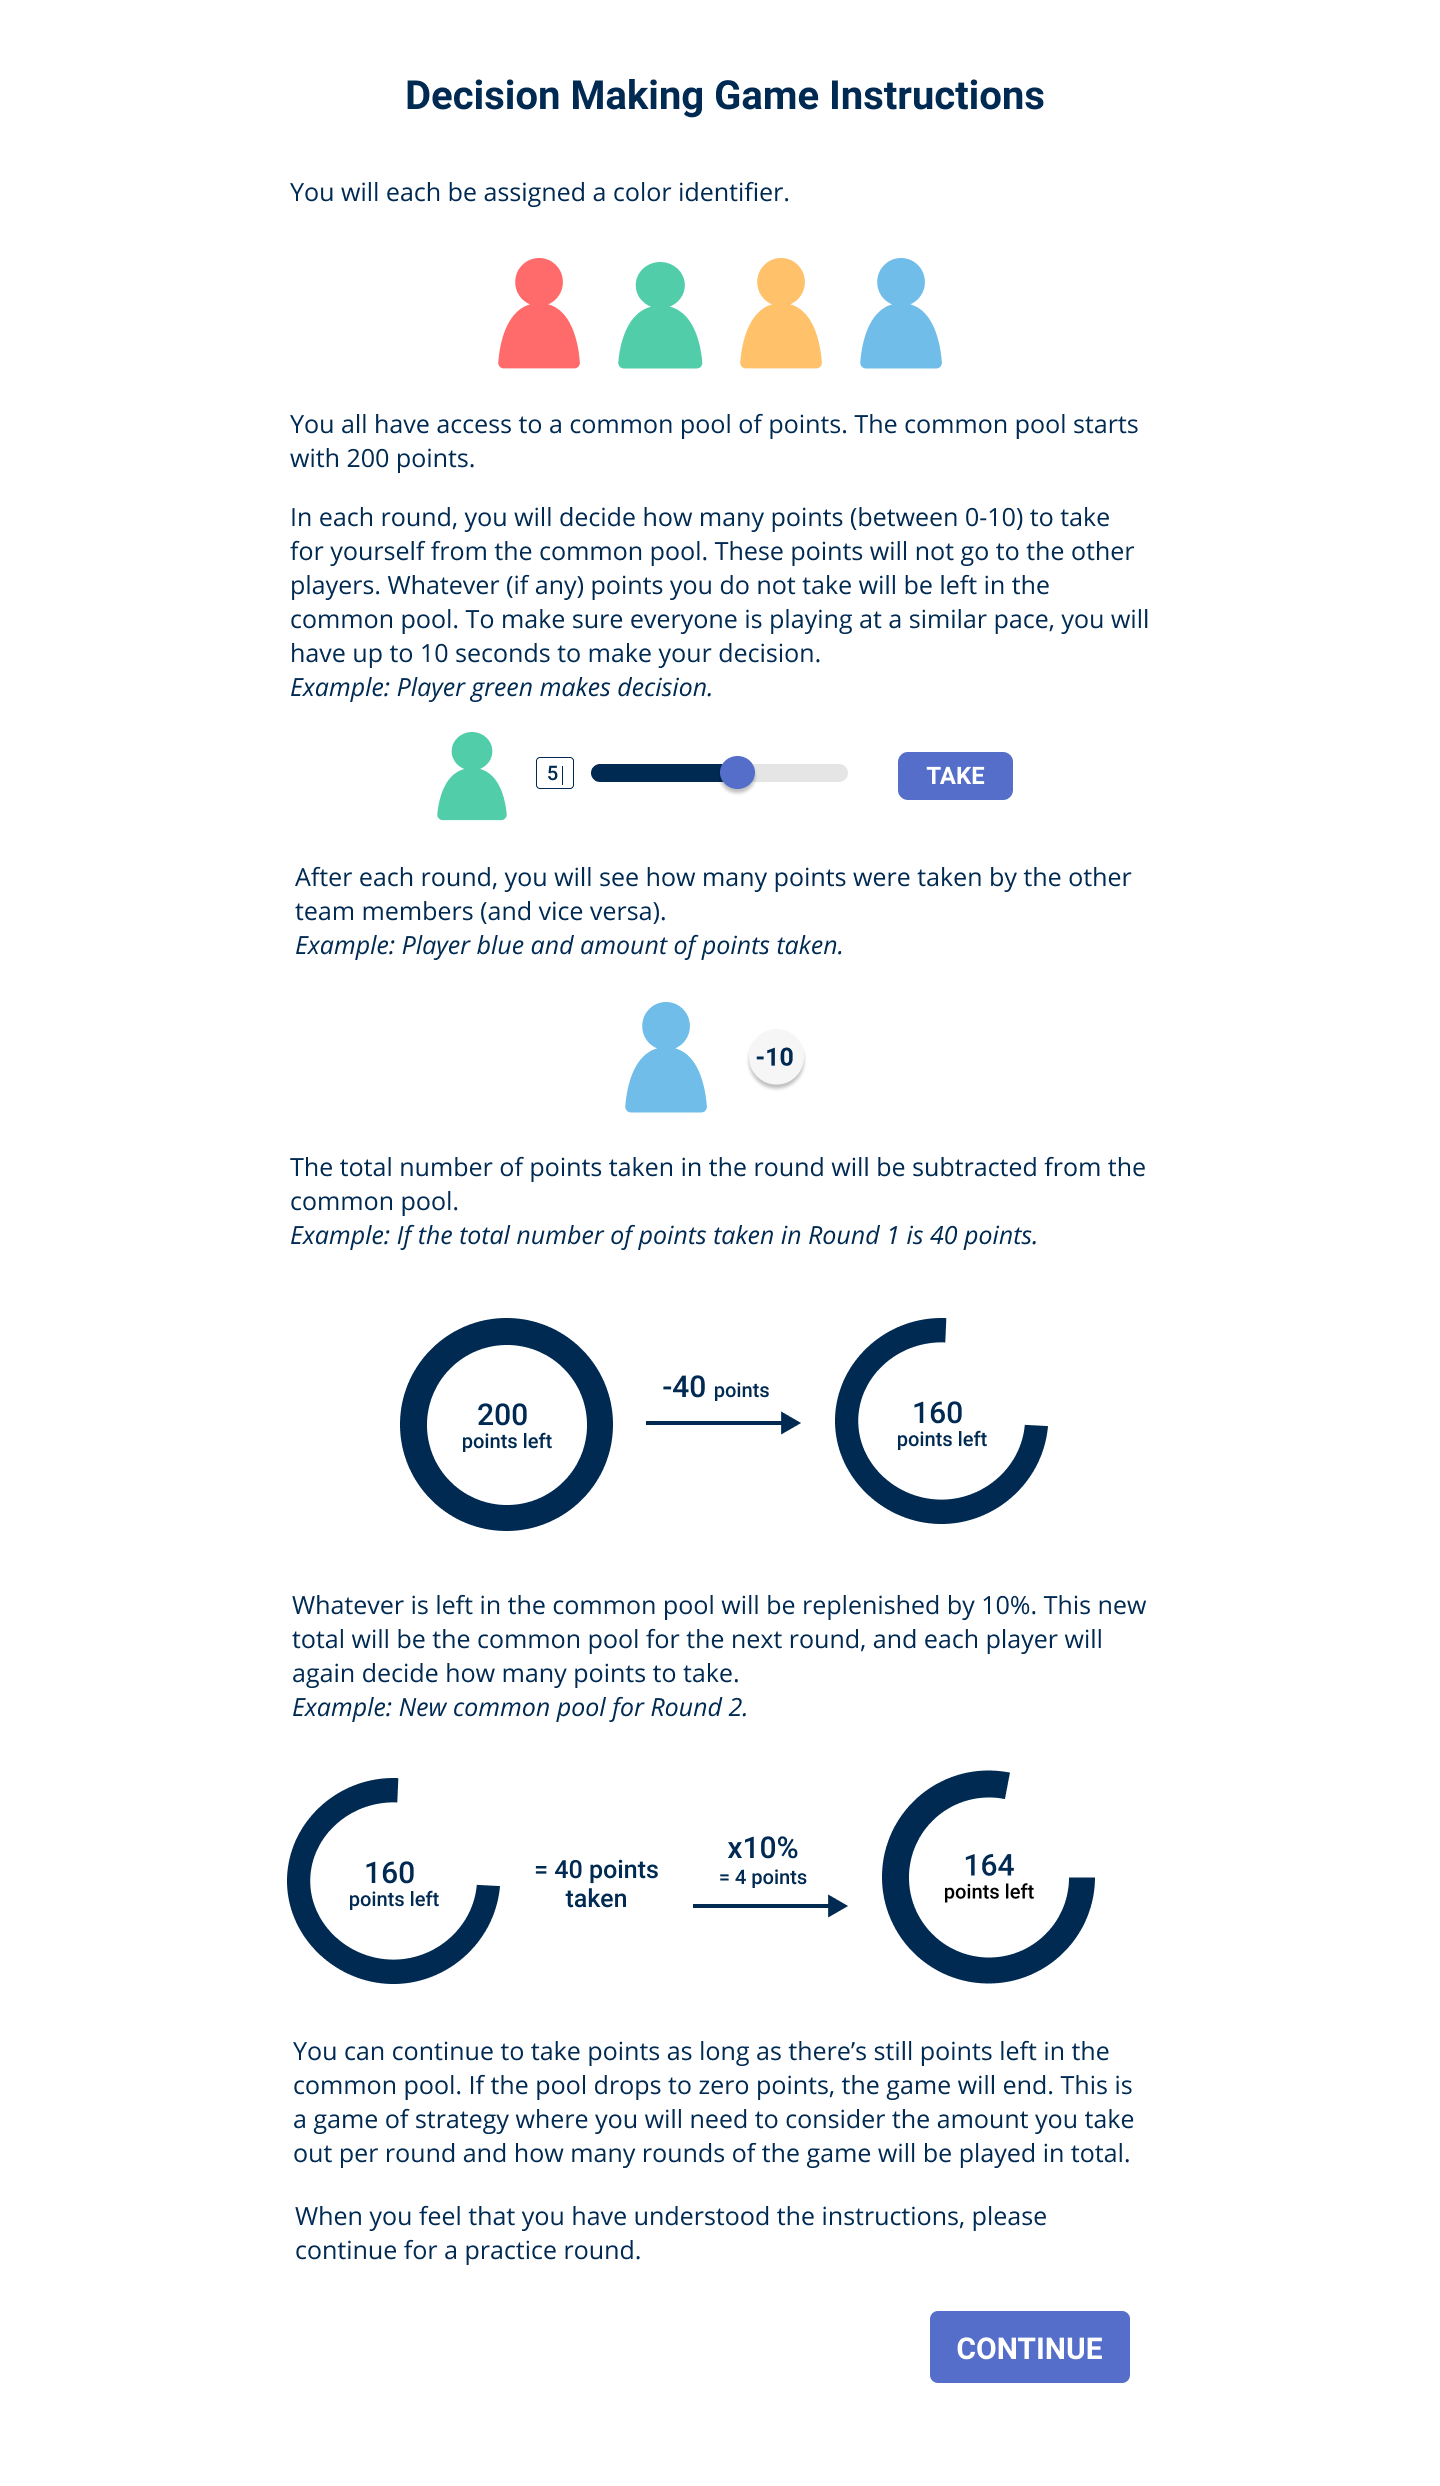 Decision Making Game Instructions
You will each be assigned a color identifier.
You all have access to a common pool of points. The common pool starts
with 200 points.
In each round, you will decide how many points (between 0-10) to take
for yourself from the common pool. These points will not go to the other
players. Whatever (if any) points you do not take will be left in the
common pool. To make sure everyone is playing at a similar pace, you will
have up to 10 seconds to make your decision.
Example: Player green makes decision.
5
TAKE
After each round, you will see how many points were taken by the other
team members (and vice versa).
Example: Player blue and amount of points taken.
-10
The total number of points taken in the round will be subtracted from the
common pool.
Example: If the total number of points taken in Round 1 is 40 points.
200
points left
-40 points
160
points left
Whatever is left in the common pool will be replenished by 10%. This new
total will be the common pool for the next round, and each player will
again decide how many points to take.
Example: New common pool for Round 2.
160
points left
= 40 points
taken
x10%
= 4 points
164
points left
You can continue to take points as long as there’s still points left in the
common pool. If the pool drops to zero points, the game will end. This is
a game of strategy where you will need to consider the amount you take
out per round and how many rounds of the game will be played in total.
When you feel that you have understood the instructions, please
continue for a practice round.
CONTINUE